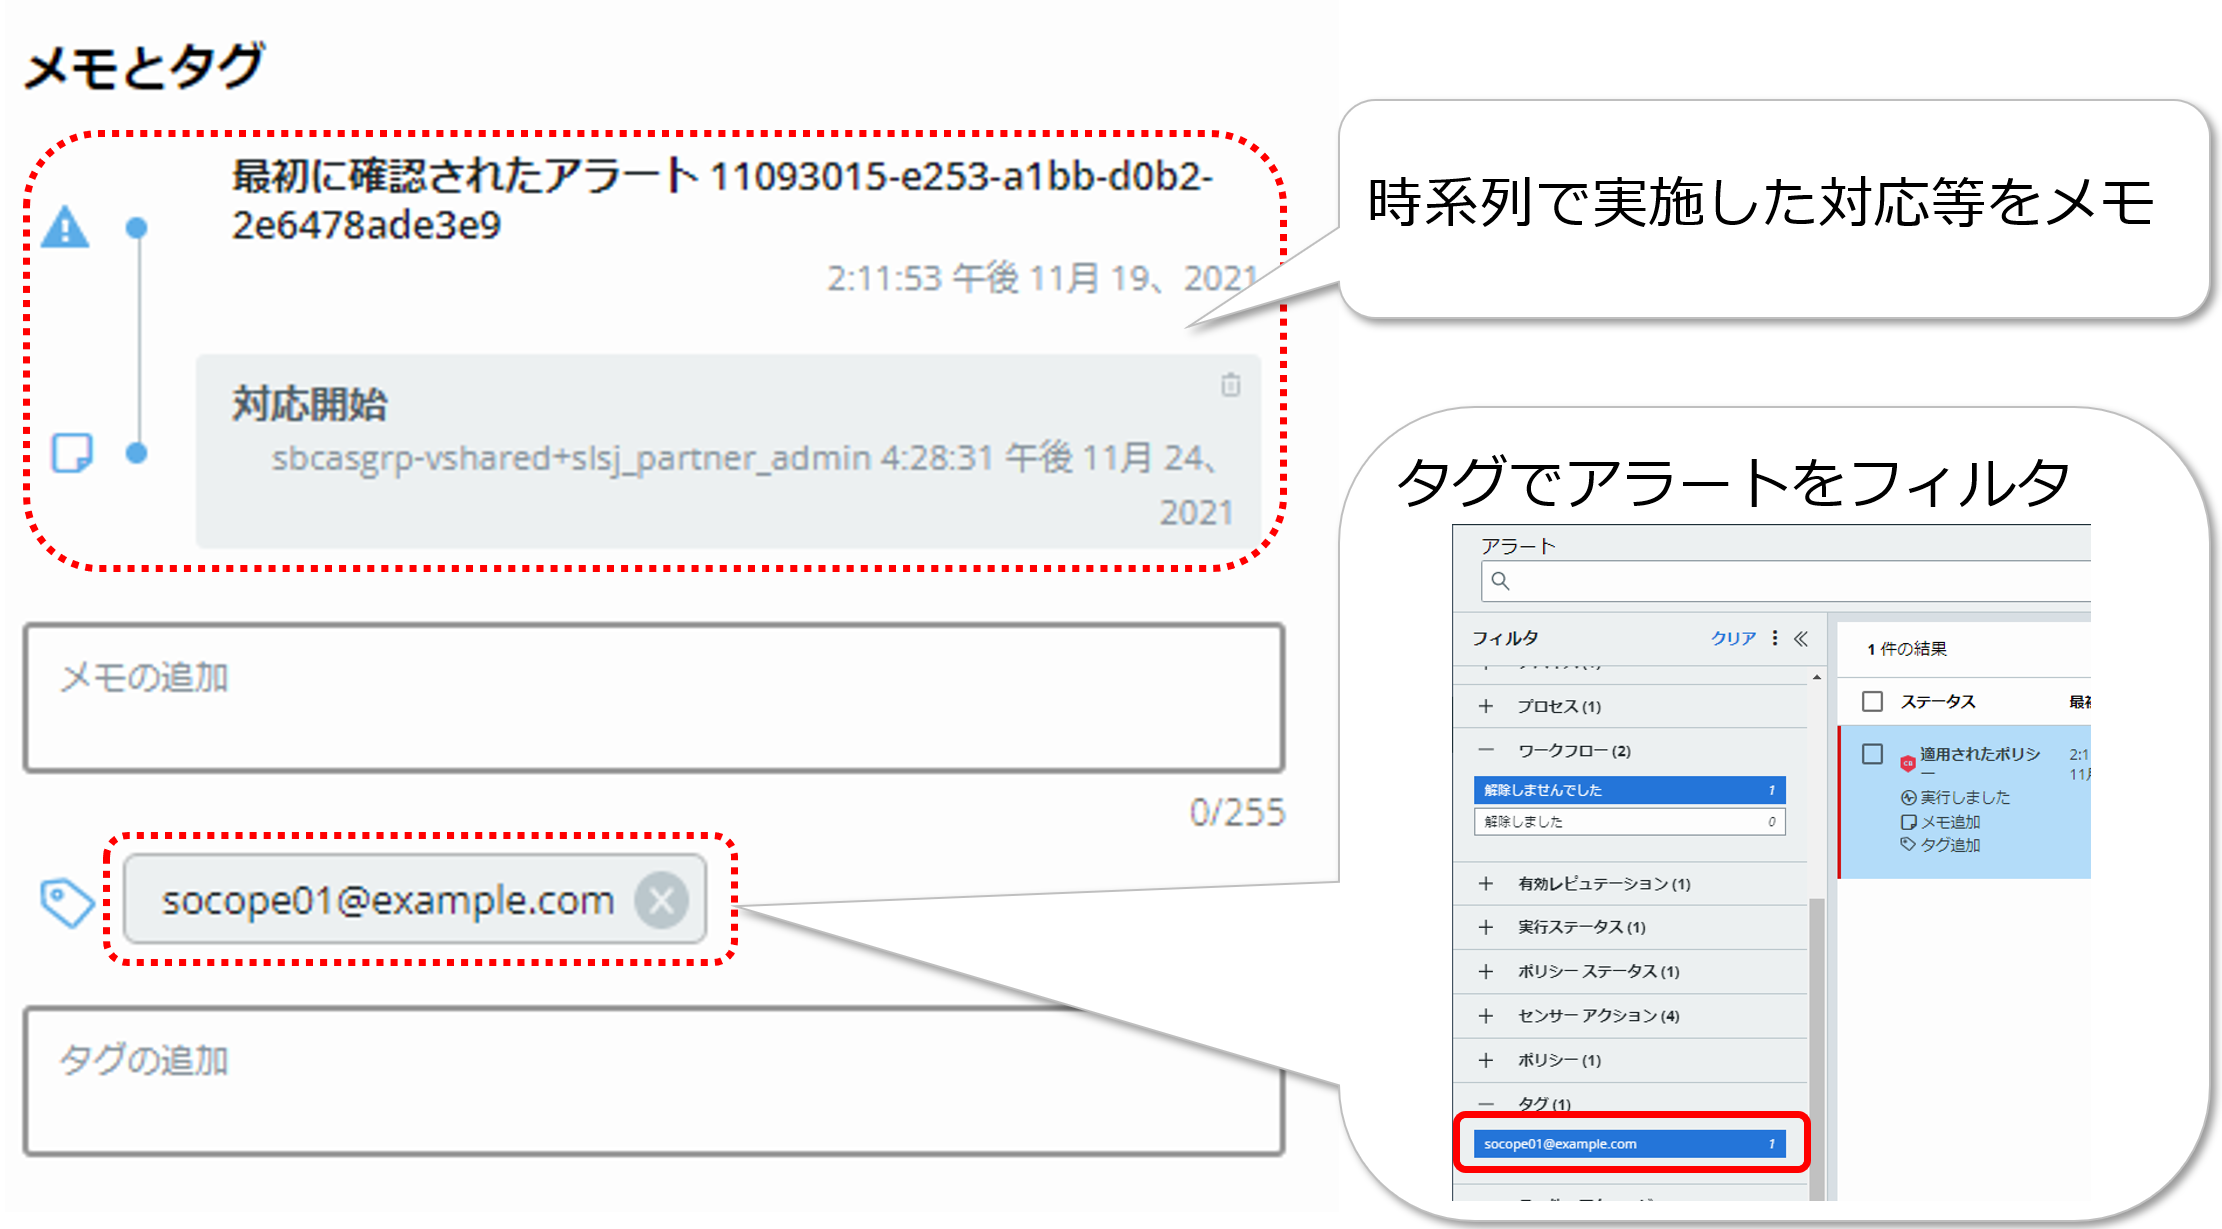 メモとタグ
最初に確認されたアラート 11093015-e253-a1bb-d0b2-
2e6478ade3e9
2:11:53 午後 11月 19、2021
対応開始
sbcasgrp-vshared+slsj_partner_admin 4:28:31 午後 11月 24、
2021
メモの追加
0/255
socope01@example.com
タグの追加
時系列で実施した対応等をメモ
タグでアラートをフィルタ
アラート
フィルタ クリア
プロセス (1)
ワークフロー (2)
解除しませんでした 1
解除しました 0
有効レピュテーション (1)
実行ステータス (1)
ポリシー ステータス (1)
センサー アクション (4)
ポリシー (1)
タグ (1)
socope01@example.com 1
1 件の結果
ステータス 最初
適用されたポリシ
ー
2:1
11月
実行しました
メモ追加
タグ追加